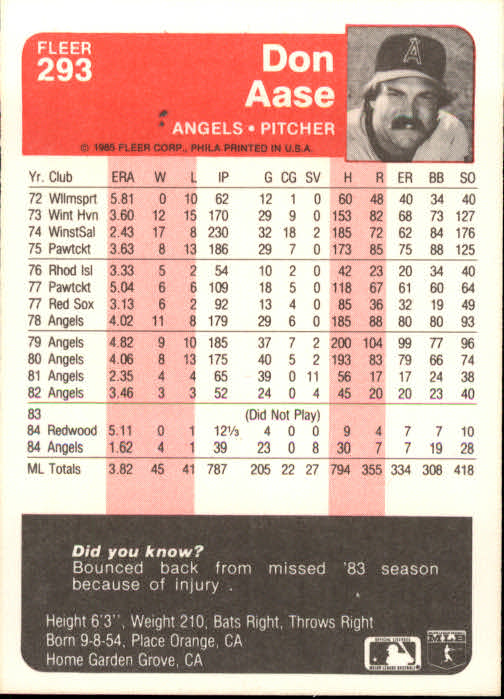 FLEER
293
Don
Aase
ANGELS • PITCHER
© 1985 FLEER CORP., PHILA PRINTED IN U.S.A.
A
Yr. Club ERA W L IP G CG SV H R ER BB SO
72 Wllmsprt 5.81 0 10 62 12 1 0 60 48 40 34 40
73 Wint Hvn 3.60 12 15 170 29 9 0 153 82 68 73 127
74 WinstSal 2.43 17 8 230 32 18 2 185 72 62 84 176
75 Pawtckt 3.63 8 13 186 29 7 0 173 85 75 88 125
76 Rhod Isl 3.33 5 2 54 10 2 0 42 23 20 34 40
77 Pawtckt 5.04 6 6 109 18 5 0 118 67 61 60 64
77 Red Sox 3.13 6 2 92 13 4 0 85 36 32 19 49
78 Angels 4.02 11 8 179 29 6 0 185 88 80 80 93
79 Angels 4.82 9 10 185 37 7 2 200 104 99 77 96
80 Angels 4.06 8 13 175 40 5 2 193 83 79 66 74
81 Angels 2.35 4 4 65 39 0 11 56 17 17 24 38
82 Angels 3.46 3 3 52 24 0 4 45 20 20 23 40
83 (Did Not Play)
84 Redwood 5.11 0 1 12⅓ 4 0 0 9 4 7 7 10
84 Angels 1.62 4 1 39 23 0 8 30 7 7 19 28
ML Totals 3.82 45 41 787 205 22 27 794 355 334 308 418
Did you know?
Bounced back from missed '83 season
because of injury .
Height 6'3'', Weight 210, Bats Right, Throws Right
Born 9-8-54, Place Orange, CA
Home Garden Grove, CA